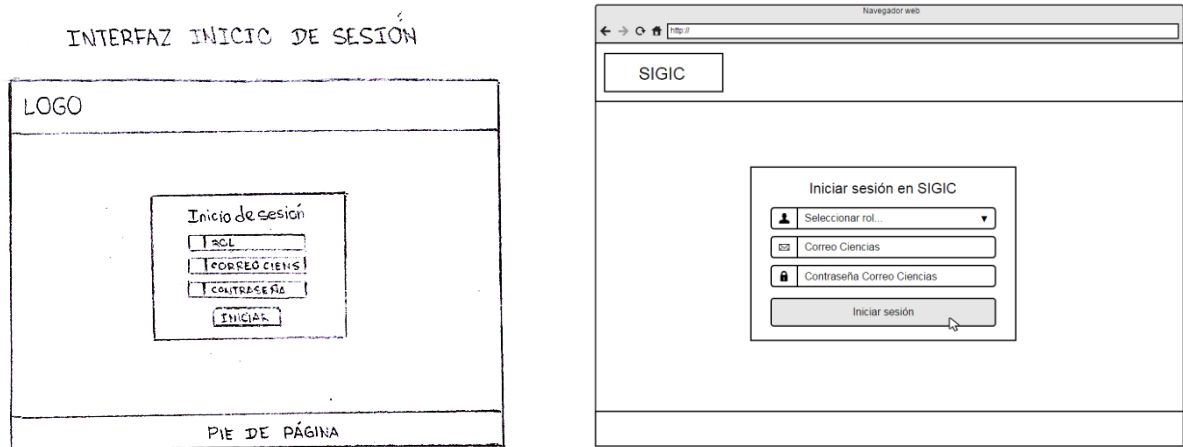 INTERFAZ INICIO DE SESIÓN
LOGO
Inicio de sesión
ROL
CORREO CIENS
CONTRASEÑA
INICIAR
PIE DE PÁGINA
Navegador web
http://
SIGIC
Iniciar sesión en SIGIC
Seleccionar rol...
Correo Ciencias
Contraseña Correo Ciencias
Iniciar sesión